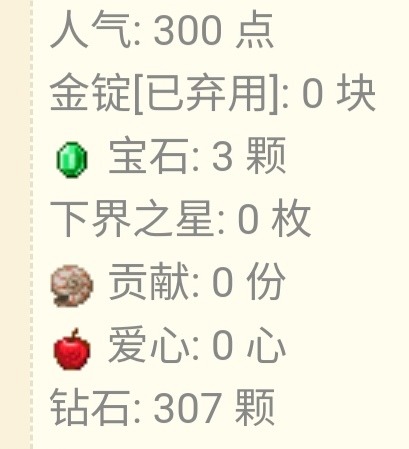 人气: 300 点
金锭[已弃用]: 0 块
宝石: 3 颗
下界之星: 0 枚
贡献: 0 份
爱心: 0 心
钻石: 307 颗